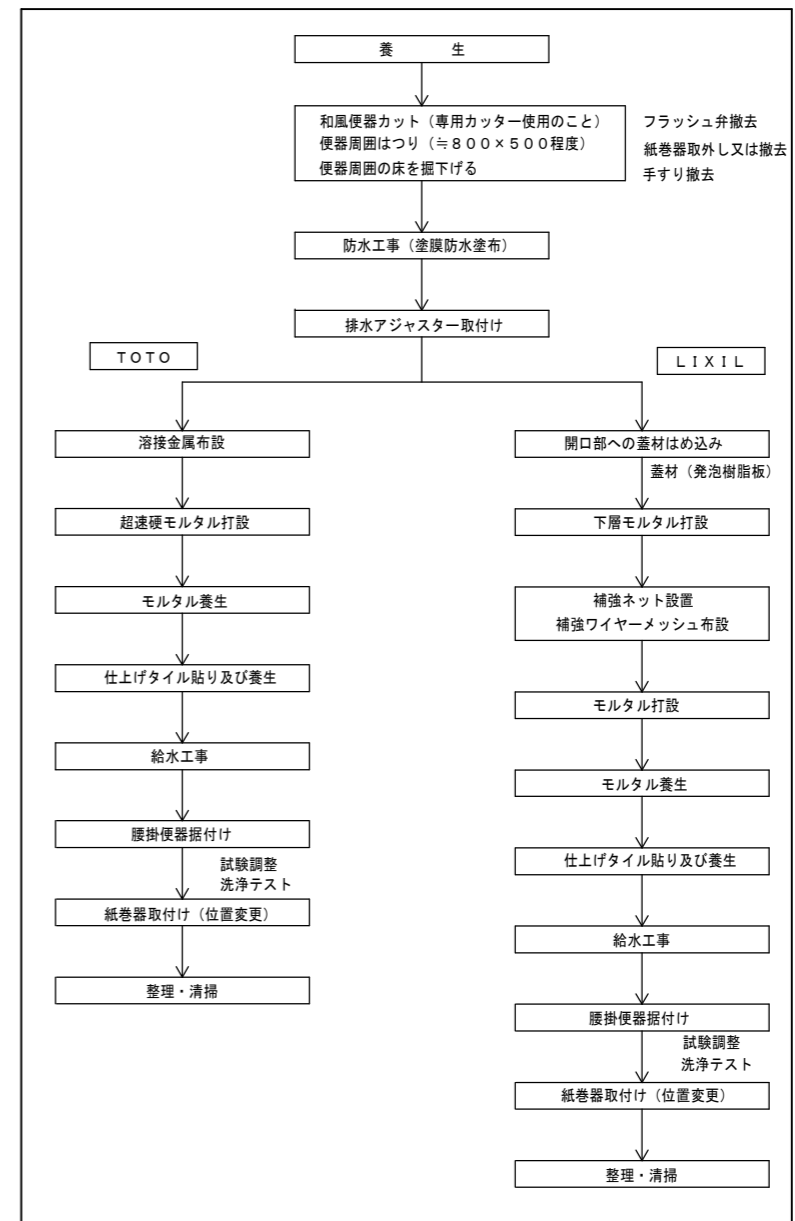 養　　生
和風便器カット（専用カッター使用のこと）
便器周囲はつり（≒８００×５００程度）
便器周囲の床を掘下げる
フラッシュ弁撤去
紙巻器取外し又は撤去
手すり撤去
防水工事（塗膜防水塗布）
排水アジャスター取付け
ＴＯＴＯ
溶接金属布設
超速硬モルタル打設
モルタル養生
仕上げタイル貼り及び養生
給水工事
腰掛便器据付け
試験調整
洗浄テスト
紙巻器取付け（位置変更）
整理・清掃
ＬＩＸＩＬ
開口部への蓋材はめ込み
蓋材（発泡樹脂板）
下層モルタル打設
補強ネット設置
補強ワイヤーメッシュ布設
モルタル打設
モルタル養生
仕上げタイル貼り及び養生
給水工事
腰掛便器据付け
試験調整
洗浄テスト
紙巻器取付け（位置変更）
整理・清掃